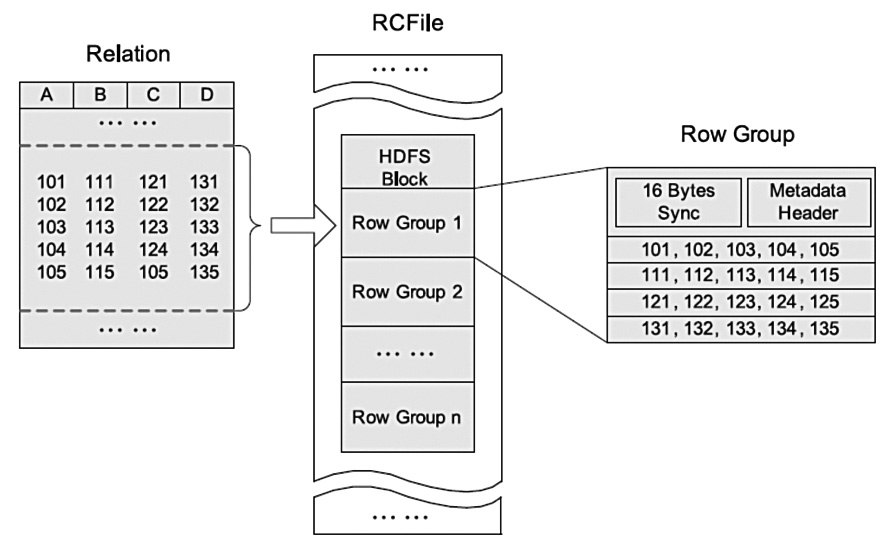 RCFile
Relation
A B C D
... ...
101 111 121 131
102 112 122 132
103 113 123 133
104 114 124 134
105 115 105 135
... ...
... ...
HDFS
Block
Row Group 1
Row Group 2
... ...
Row Group n
... ...
Row Group
16 Bytes
Sync
Metadata
Header
101, 102, 103, 104, 105
111, 112, 113, 114, 115
121, 122, 123, 124, 125
131, 132, 133, 134, 135